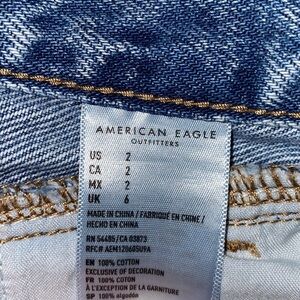 AMERICAN EAGLE
OUTFITTERS
US 2
CA 2
MX 2
UK 6
MADE IN CHINA / FABRIQUÉ EN CHINE /
HECHO EN CHINA
RN 54485/CA 03873
RFC# AEM120605U9A
EN 100% COTTON
EXCLUSIVE OF DECORATION
FR 100% COTON
À L'EXCEPTION DE LA GARNITURE
SP 100% algodón